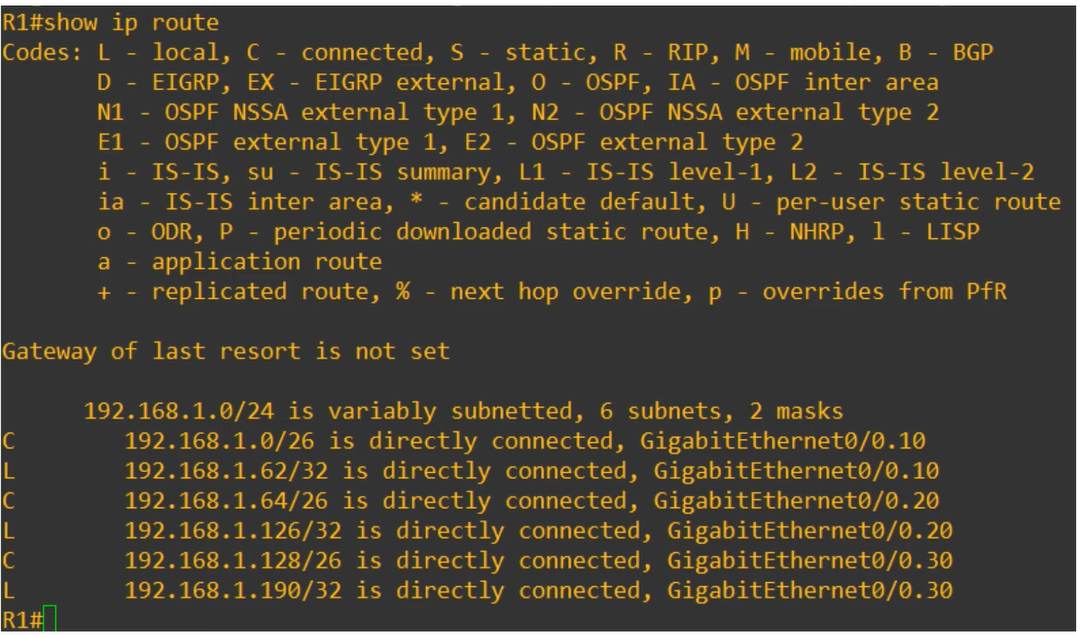 R1#show ip route
Codes: L - local, C - connected, S - static, R - RIP, M - mobile, B - BGP
       D - EIGRP, EX - EIGRP external, O - OSPF, IA - OSPF inter area
       N1 - OSPF NSSA external type 1, N2 - OSPF NSSA external type 2
       E1 - OSPF external type 1, E2 - OSPF external type 2
       i - IS-IS, su - IS-IS summary, L1 - IS-IS level-1, L2 - IS-IS level-2
       ia - IS-IS inter area, * - candidate default, U - per-user static route
       o - ODR, P - periodic downloaded static route, H - NHRP, l - LISP
       a - application route
       + - replicated route, % - next hop override, p - overrides from PfR
Gateway of last resort is not set
      192.168.1.0/24 is variably subnetted, 6 subnets, 2 masks
C        192.168.1.0/26 is directly connected, GigabitEthernet0/0.10
L        192.168.1.62/32 is directly connected, GigabitEthernet0/0.10
C        192.168.1.64/26 is directly connected, GigabitEthernet0/0.20
L        192.168.1.126/32 is directly connected, GigabitEthernet0/0.20
C        192.168.1.128/26 is directly connected, GigabitEthernet0/0.30
L        192.168.1.190/32 is directly connected, GigabitEthernet0/0.30
R1#